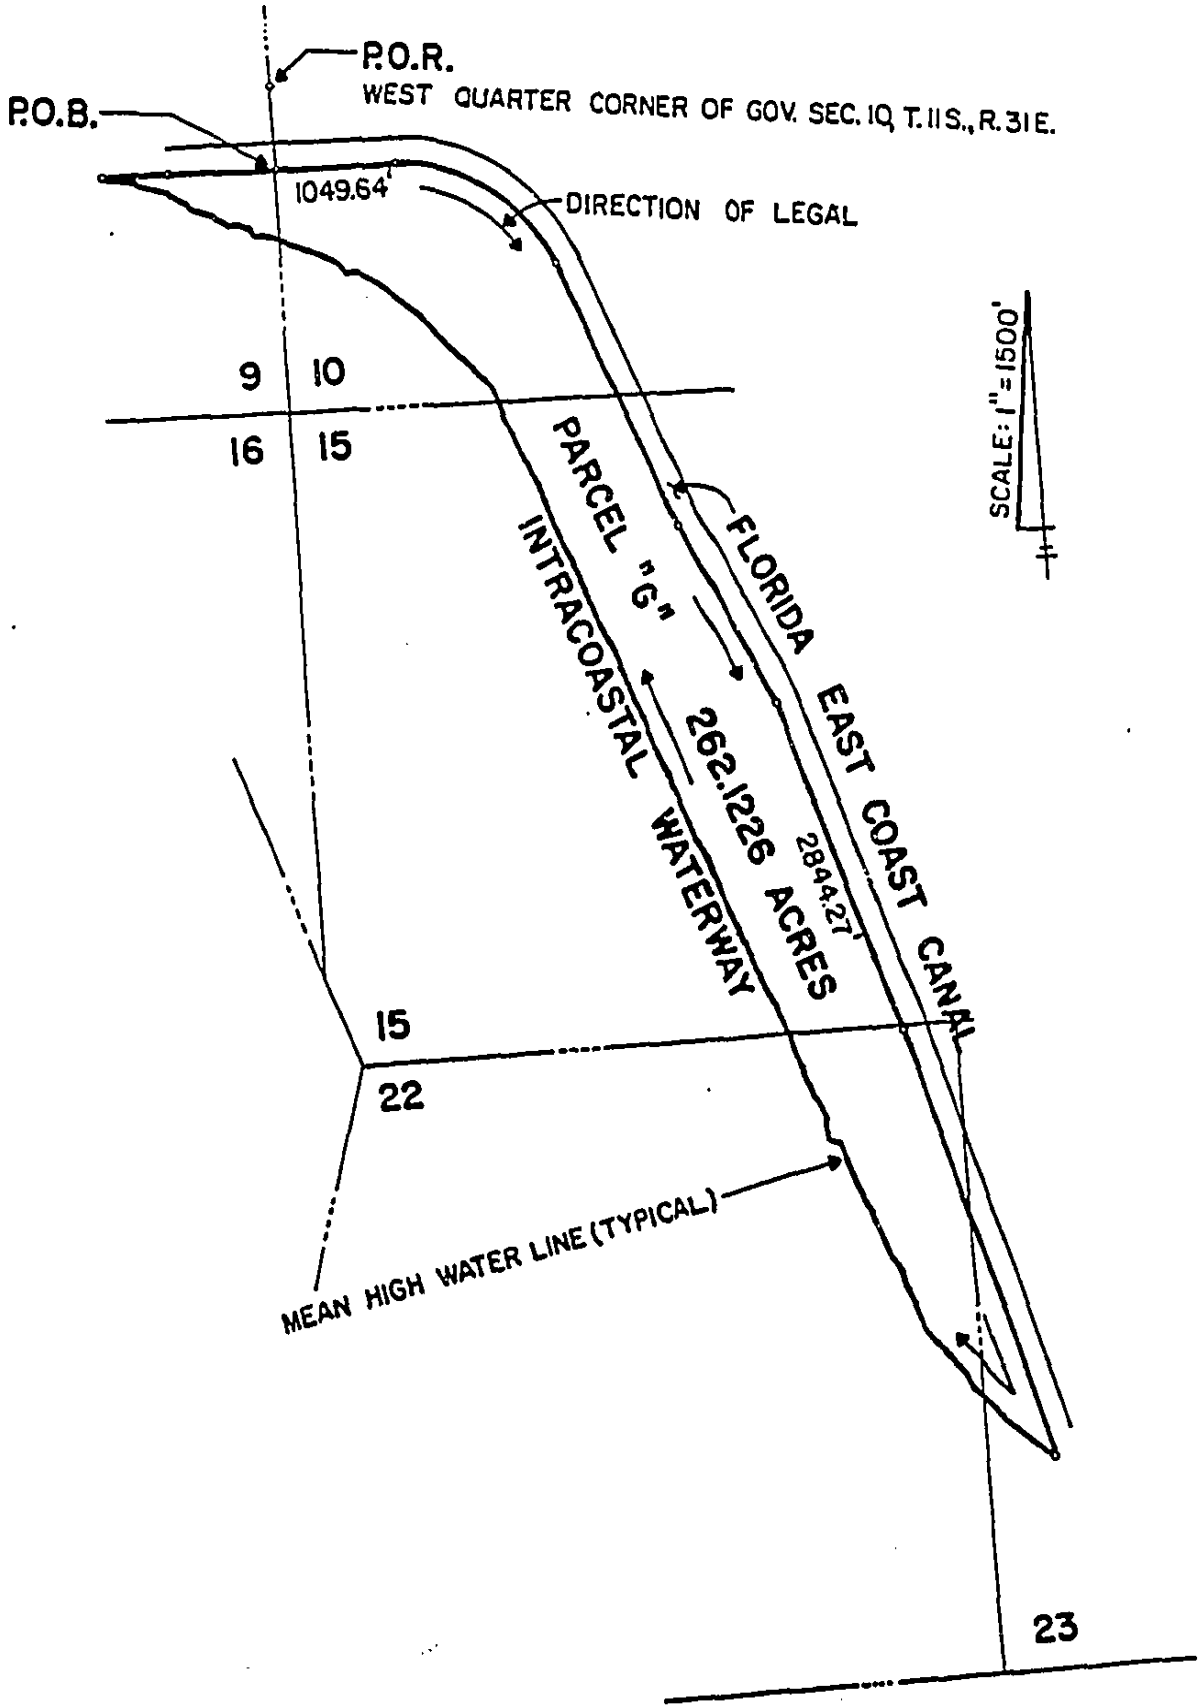 P.O.R.
WEST QUARTER CORNER OF GOV. SEC. 10, T.11S., R.31E.
P.O.B.
1049.64'
DIRECTION OF LEGAL
9 10
16 15
SCALE: 1"=1500'
PARCEL "G"
262.1226 ACRES
INTRACOASTAL WATERWAY
FLORIDA EAST COAST CANAL
2844.27'
15
22
MEAN HIGH WATER LINE (TYPICAL)
23